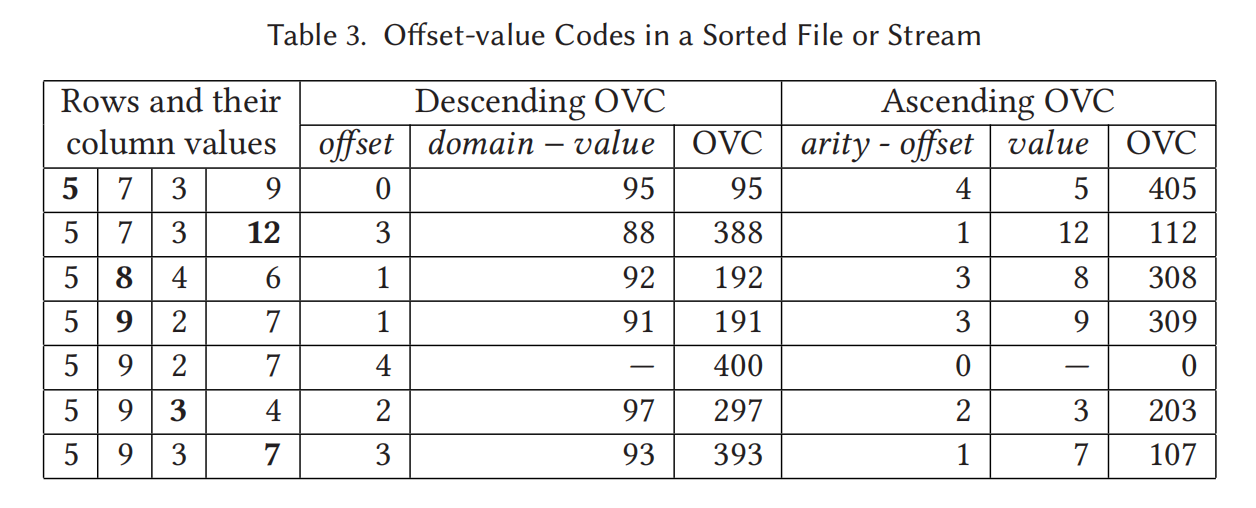 Table 3. Offset-value Codes in a Sorted File or Stream
Rows and their column values Descending OVC Ascending OVC
offset domain – value OVC arity - offset value OVC
5 7 3 9 0 95 95 4 5 405
5 7 3 12 3 88 388 1 12 112
5 8 4 6 1 92 192 3 8 308
5 9 2 7 1 91 191 3 9 309
5 9 2 7 4 — 400 0 — 0
5 9 3 4 2 97 297 2 3 203
5 9 3 7 3 93 393 1 7 107